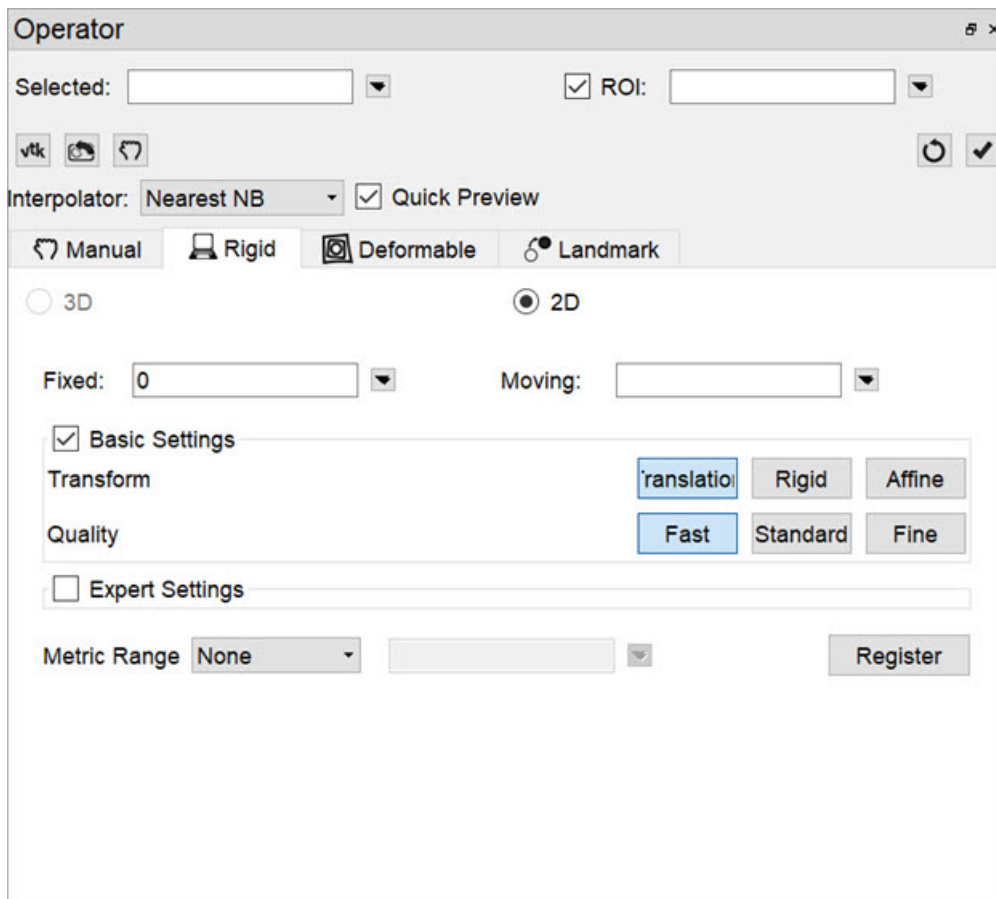 Operator
Selected: ROI:
vtk
Interpolator: Nearest NB Quick Preview
Manual Rigid Deformable Landmark
3D 2D
Fixed: 0 Moving:
Basic Settings
Transform Translation Rigid Affine
Quality Fast Standard Fine
Expert Settings
Metric Range None Register